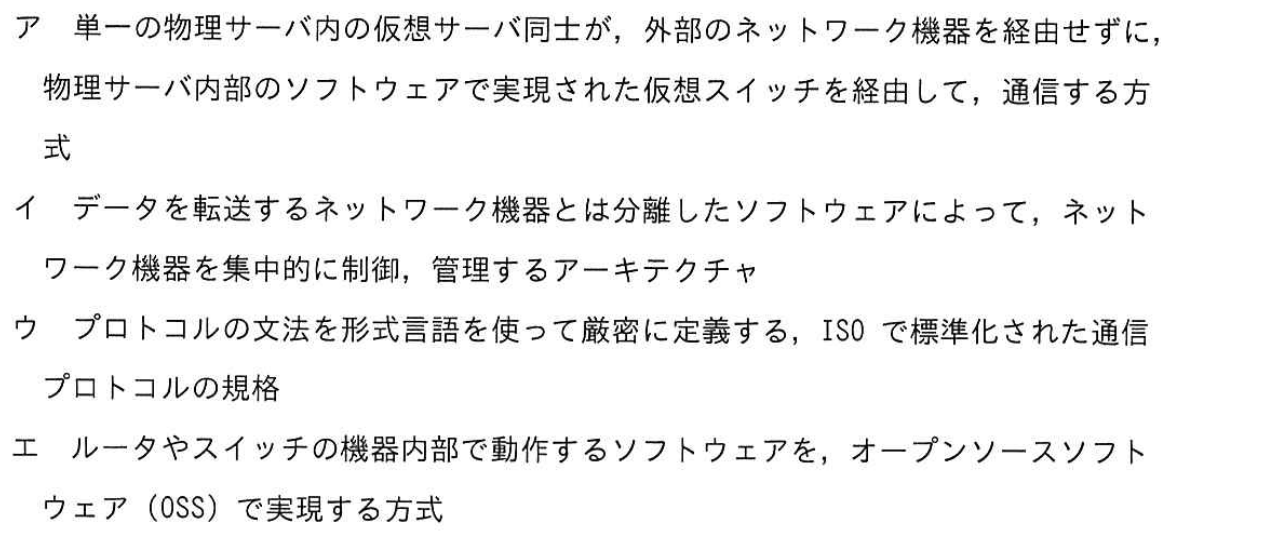 ア　単一の物理サーバ内の仮想サーバ同士が，外部のネットワーク機器を経由せずに，
物理サーバ内部のソフトウェアで実現された仮想スイッチを経由して，通信する方
式
イ　データを転送するネットワーク機器とは分離したソフトウェアによって，ネット
ワーク機器を集中的に制御，管理するアーキテクチャ
ウ　プロトコルの文法を形式言語を使って厳密に定義する，ISO で標準化された通信
プロトコルの規格
エ　ルータやスイッチの機器内部で動作するソフトウェアを，オープンソースソフト
ウェア（OSS）で実現する方式